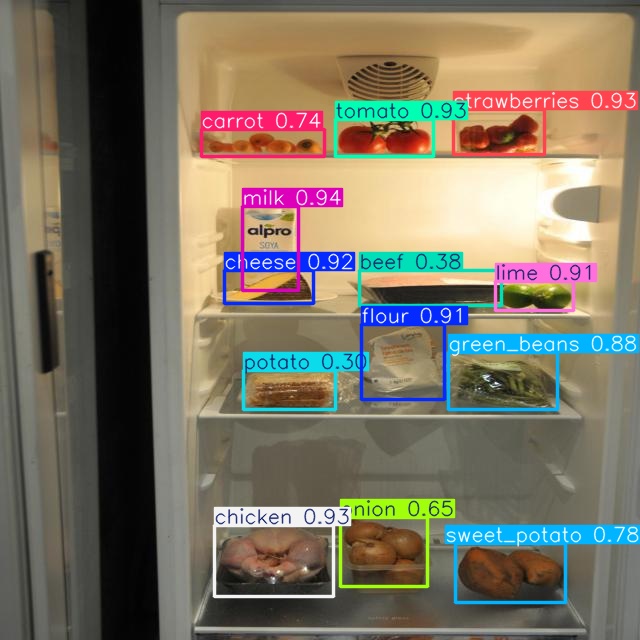 strawberries 0.93
tomato 0.93
carrot 0.74
milk 0.94
alpro
SOYA
cheese 0.92
beef 0.38
lime 0.91
flour 0.91
green_beans 0.88
potato 0.30
onion 0.65
chicken 0.93
sweet_potato 0.78